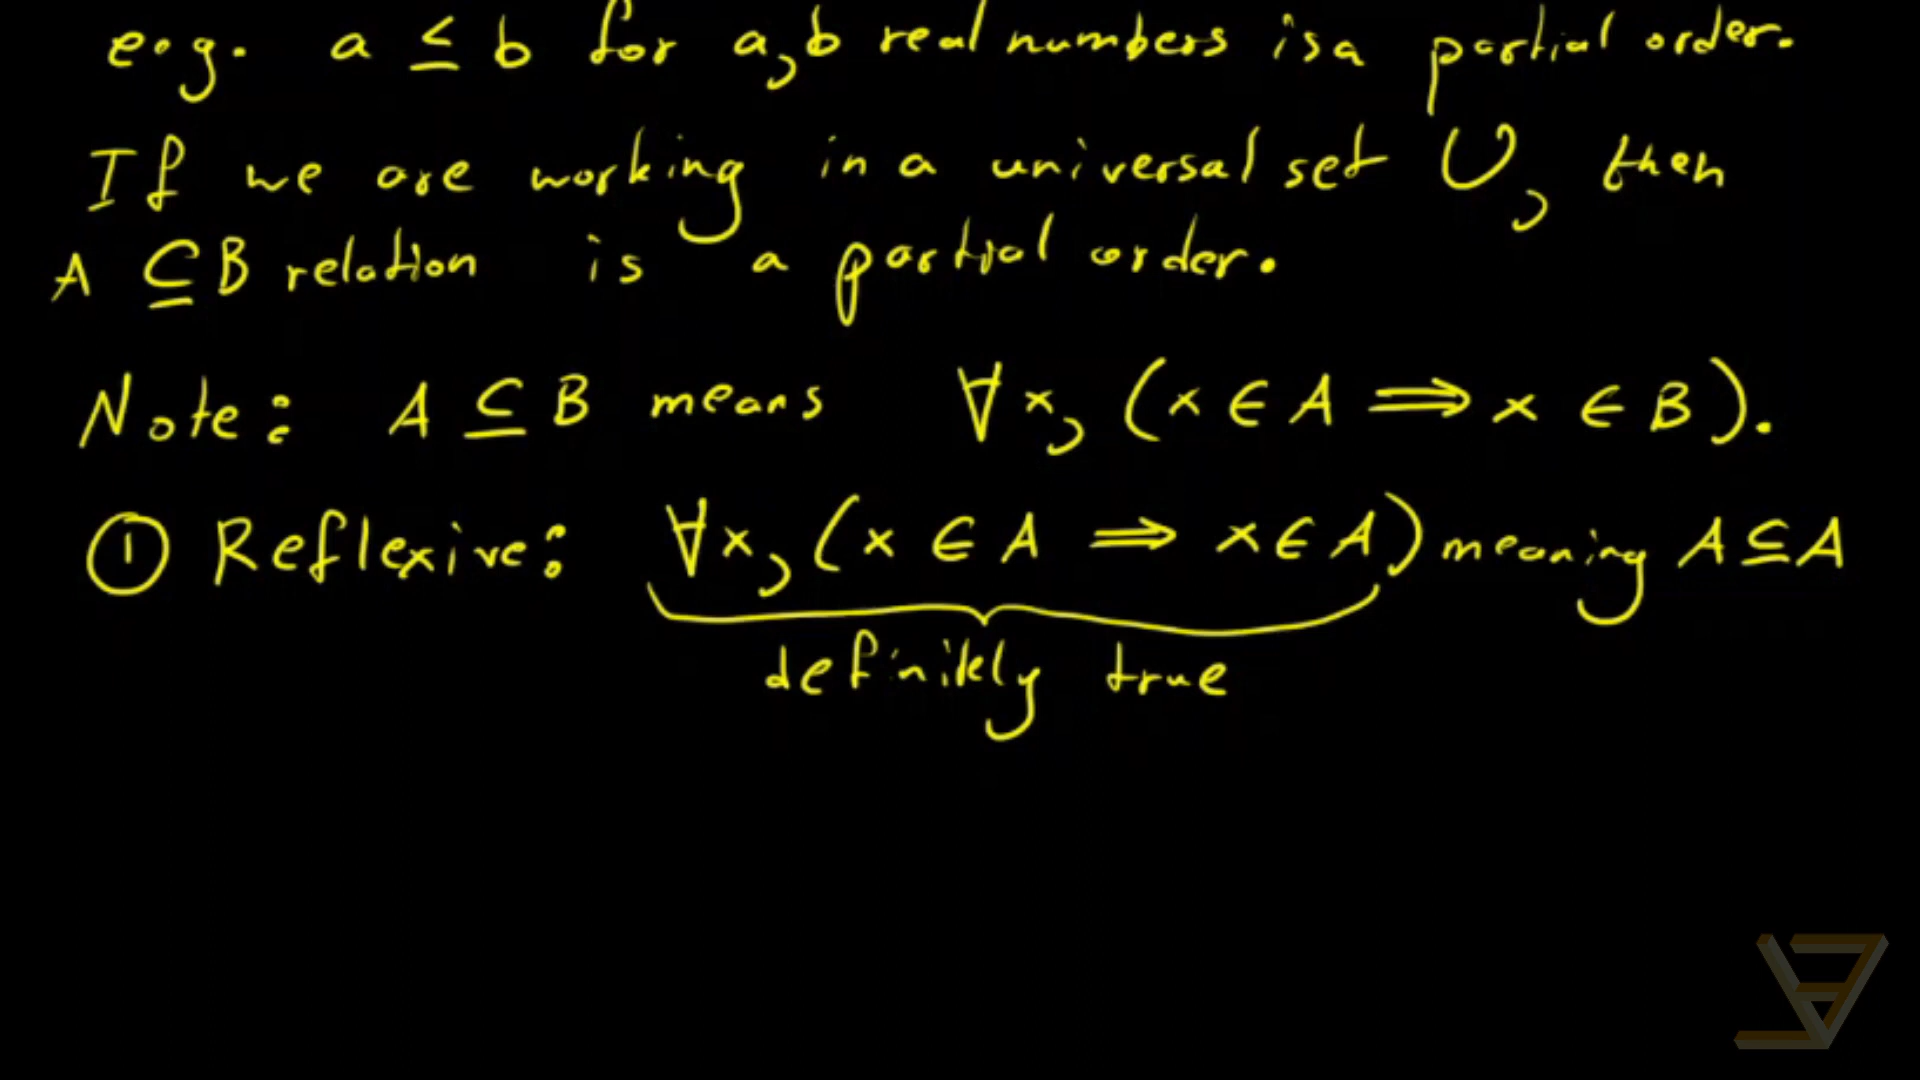 e.g. a ≤ b for a, b real numbers is a partial order.
If we are working in a universal set U, then
A ⊆ B relation is a partial order.
Note: A ⊆ B means ∀x, (x ∈ A ⟹ x ∈ B).
① Reflexive: ∀x, (x ∈ A ⟹ x ∈ A) meaning A ⊆ A
definitely true